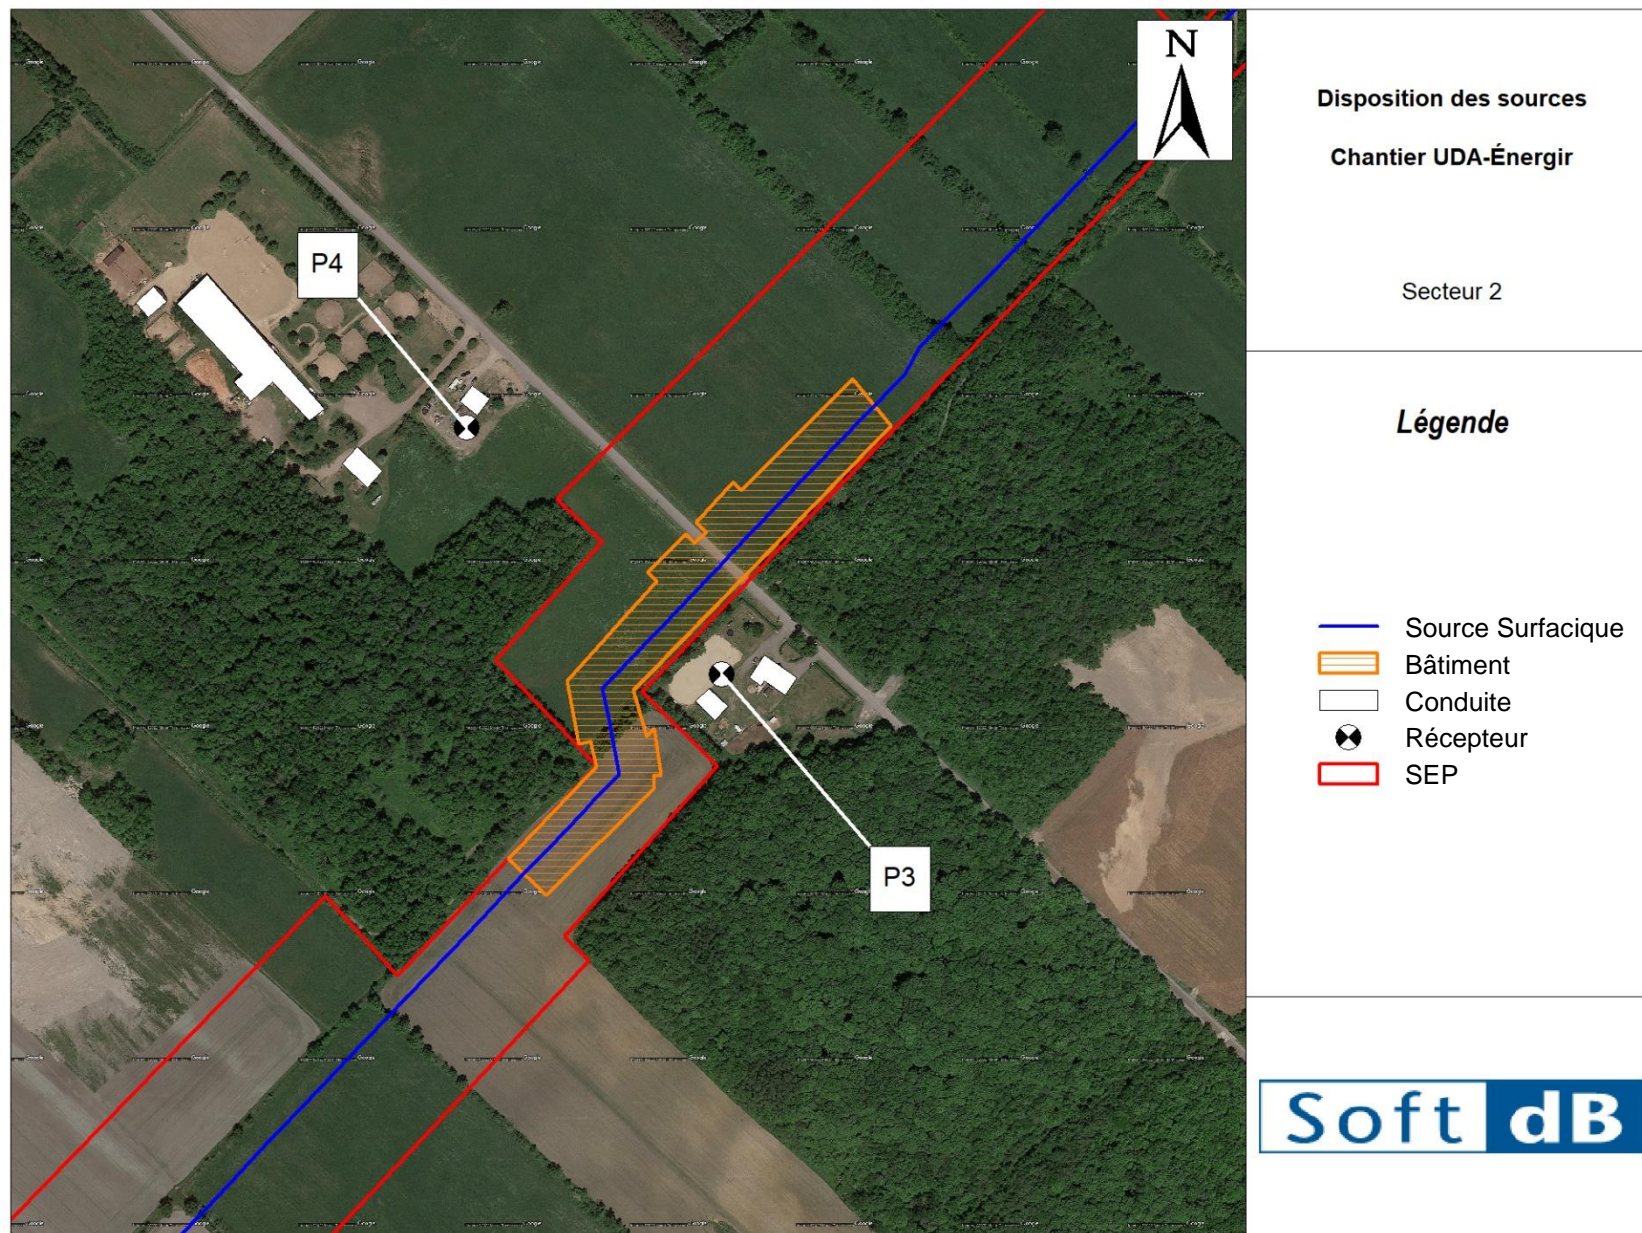 N
P4
P3
Disposition des sources
Chantier UDA-Énergir
Secteur 2
Légende
Source Surfacique
Bâtiment
Conduite
Récepteur
SEP
Soft dB